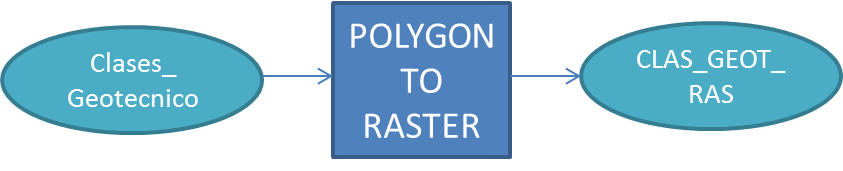 Clases_
Geotecnico
POLYGON
TO
RASTER
CLAS_GEOT_
RAS